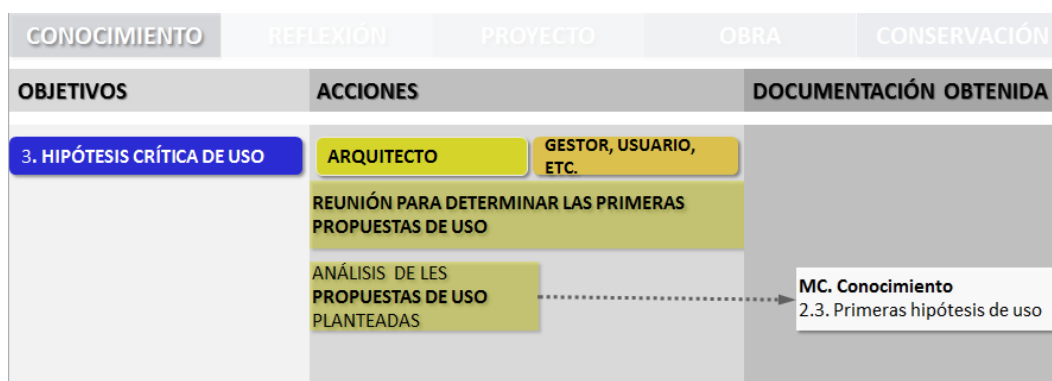 CONOCIMIENTO REFLEXIÓN PROYECTO OBRA CONSERVACIÓN
OBJETIVOS ACCIONES DOCUMENTACIÓN OBTENIDA
3. HIPÓTESIS CRÍTICA DE USO
ARQUITECTO
GESTOR, USUARIO,
ETC.
REUNIÓN PARA DETERMINAR LAS PRIMERAS
PROPUESTAS DE USO
ANÁLISIS DE LES
PROPUESTAS DE USO
PLANTEADAS
MC. Conocimiento
2.3. Primeras hipótesis de uso